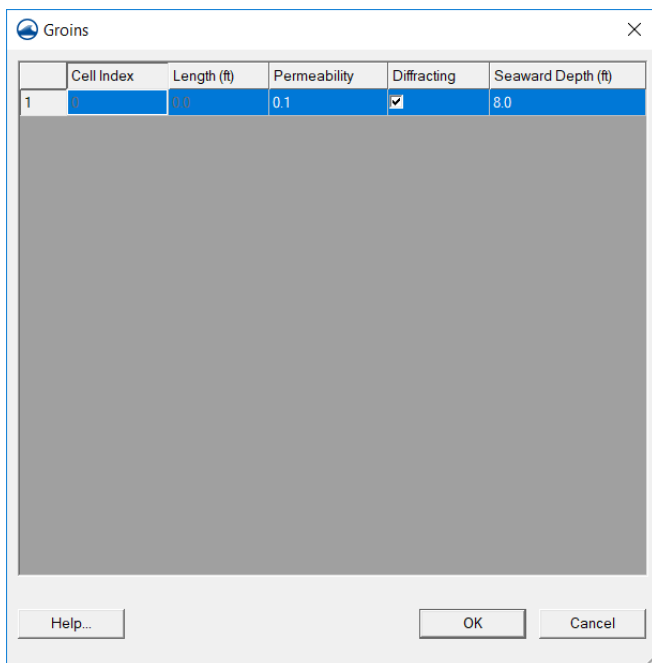 Groins
Cell Index Length (ft) Permeability Diffracting Seaward Depth (ft)
1 0 0.0 0.1 8.0
Help... OK Cancel